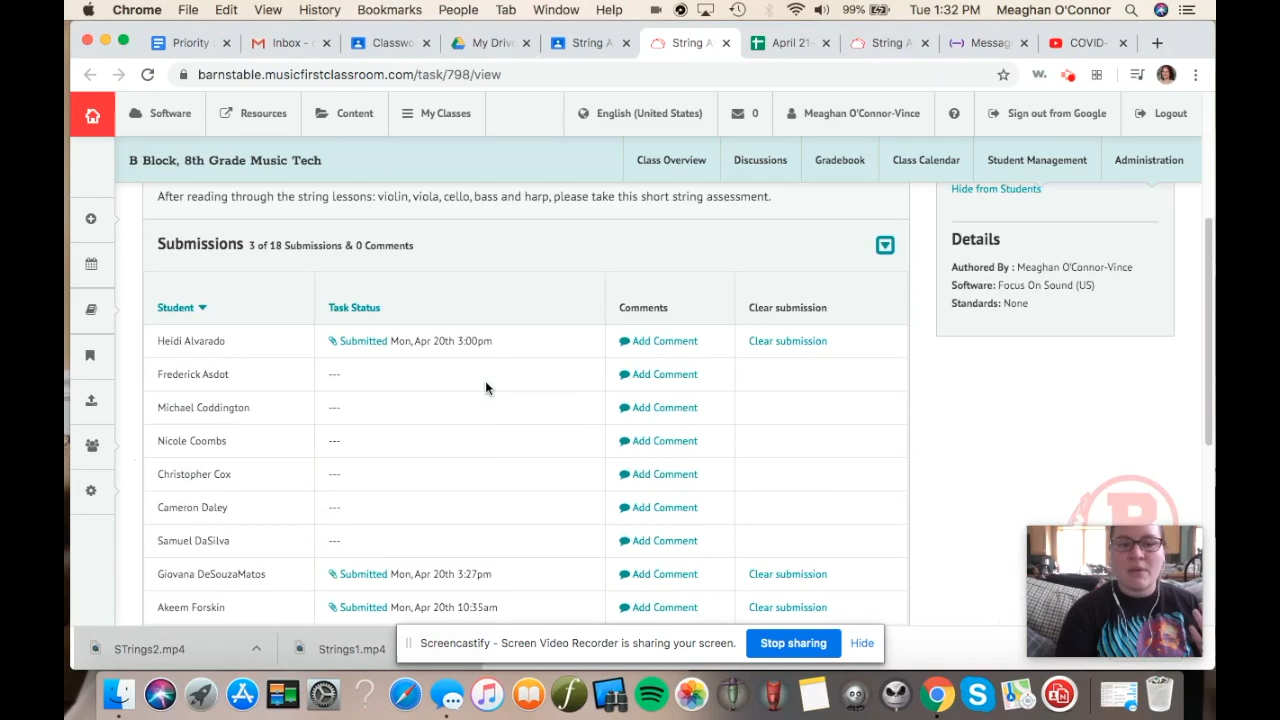 Chrome File Edit View History Bookmarks People Tab Window Help 99% Tue 1:32 PM Meaghan O'Connor
Priority Inbox - Classwo My Driv String A String A April 21- String A Messag COVID-
barnstable.musicfirstclassroom.com/task/798/view
Software Resources Content My Classes English (United States) 0 Meaghan O'Connor-Vince Sign out from Google Logout
B Block, 8th Grade Music Tech Class Overview Discussions Gradebook Class Calendar Student Management Administration
After reading through the string lessons: violin, viola, cello, bass and harp, please take this short string assessment.
Hide from Students
Submissions 3 of 18 Submissions & 0 Comments
Details
Authored By : Meaghan O'Connor-Vince
Software: Focus On Sound (US)
Standards: None
Student Task Status Comments Clear submission
Heidi Alvarado Submitted Mon, Apr 20th 3:00pm Add Comment Clear submission
Frederick Asdot --- Add Comment
Michael Coddington --- Add Comment
Nicole Coombs --- Add Comment
Christopher Cox --- Add Comment
Cameron Daley --- Add Comment
Samuel DaSilva --- Add Comment
Giovana DeSouzaMatos Submitted Mon, Apr 20th 3:27pm Add Comment Clear submission
Akeem Forskin Submitted Mon, Apr 20th 10:35am Add Comment Clear submission
STrings2.mp4 Strings1.mp4 Screencastify - Screen Video Recorder is sharing your screen. Stop sharing Hide